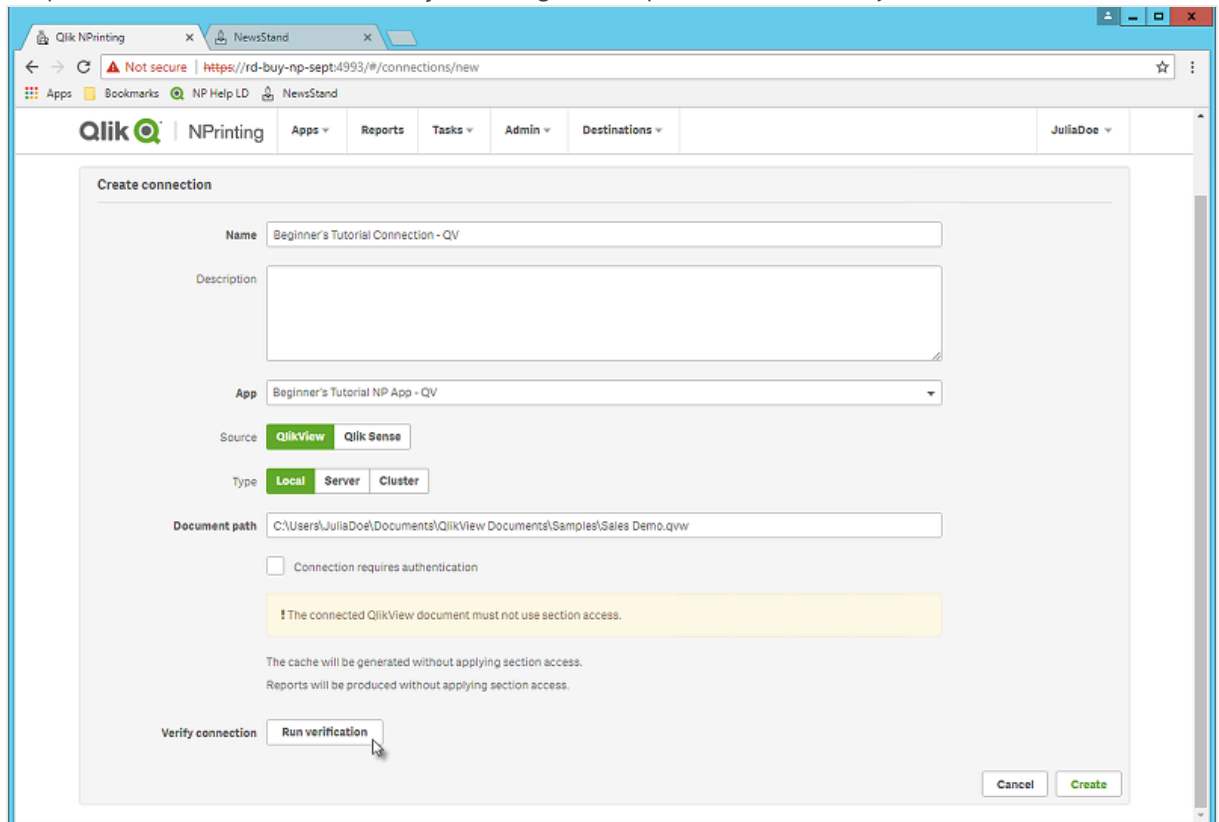 Qlik NPrinting × NewsStand ×
Not secure | https://rd-buy-np-sept:4993/#/connections/new
Apps Bookmarks NP Help LD NewsStand
Qlik NPrinting Apps Reports Tasks Admin Destinations JuliaDoe
Create connection
Name Beginner's Tutorial Connection - QV
Description
App Beginner's Tutorial NP App - QV
Source QlikView Qlik Sense
Type Local Server Cluster
Document path C:\Users\JuliaDoe\Documents\QlikView Documents\Samples\Sales Demo.qvw
Connection requires authentication
! The connected QlikView document must not use section access.
The cache will be generated without applying section access.
Reports will be produced without applying section access.
Verify connection Run verification
Cancel Create